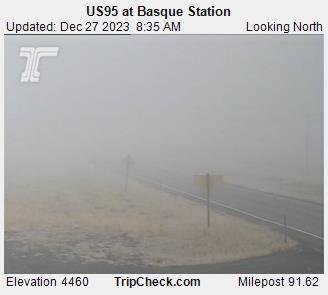 US95 at Basque Station
Updated: Dec 27 2023 8:35 AM Looking North
Elevation 4460 TripCheck.com Milepost 91.62